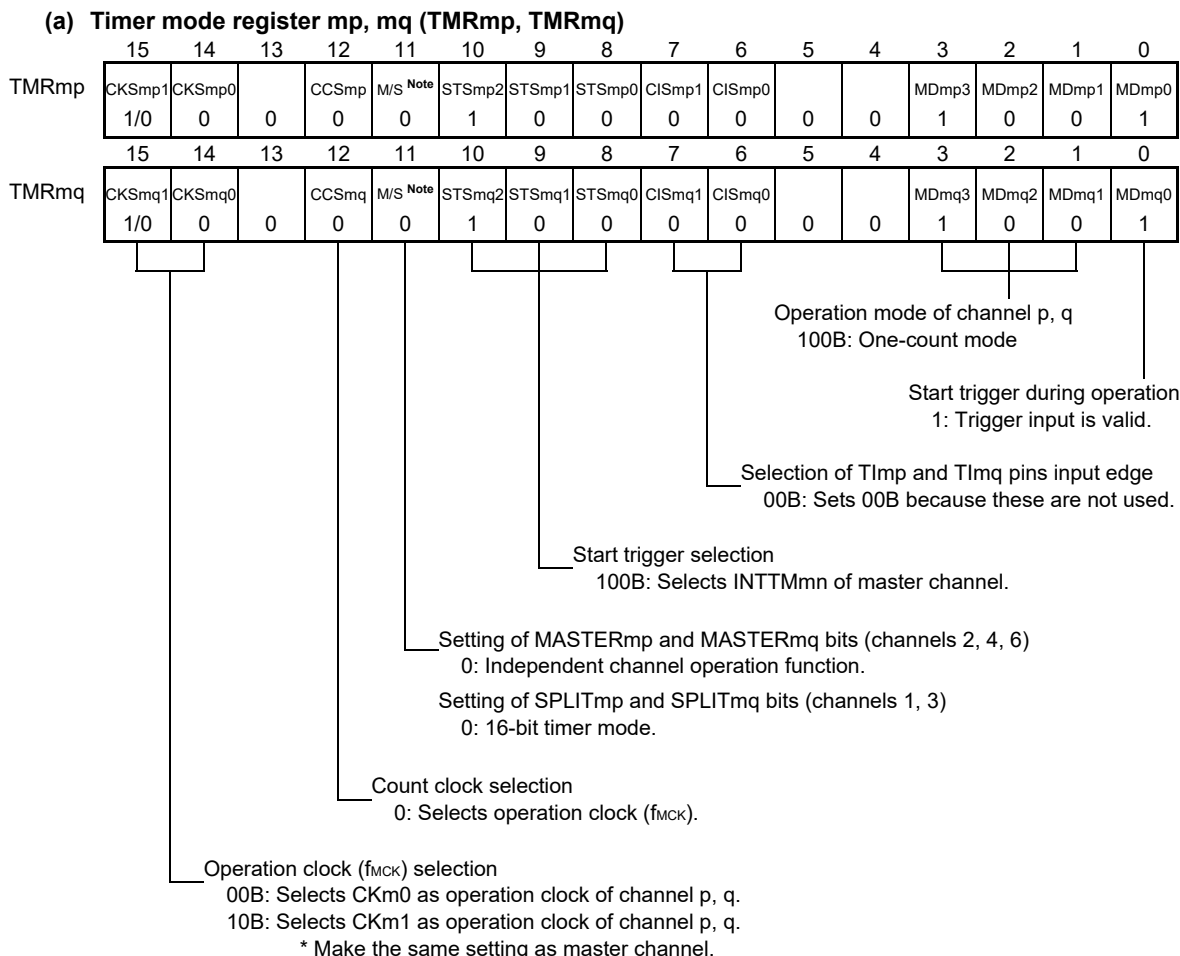 (a) Timer mode register mp, mq (TMRmp, TMRmq)
15 14 13 12 11 10 9 8 7 6 5 4 3 2 1 0
TMRmp CKSmp1 CKSmp0 CCSmp M/S Note STSmp2 STSmp1 STSmp0 CISmp1 CISmp0 MDmp3 MDmp2 MDmp1 MDmp0
1/0 0 0 0 0 1 0 0 0 0 0 0 1 0 0 1
15 14 13 12 11 10 9 8 7 6 5 4 3 2 1 0
TMRmq CKSmq1 CKSmq0 CCSmq M/S Note STSmq2 STSmq1 STSmq0 CISmq1 CISmq0 MDmq3 MDmq2 MDmq1 MDmq0
1/0 0 0 0 0 1 0 0 0 0 0 0 1 0 0 1
Operation mode of channel p, q
100B: One-count mode
Start trigger during operation
1: Trigger input is valid.
Selection of TImp and TImq pins input edge
00B: Sets 00B because these are not used.
Start trigger selection
100B: Selects INTTMmn of master channel.
Setting of MASTERmp and MASTERmq bits (channels 2, 4, 6)
0: Independent channel operation function.
Setting of SPLITmp and SPLITmq bits (channels 1, 3)
0: 16-bit timer mode.
Count clock selection
0: Selects operation clock (fMCK).
Operation clock (fMCK) selection
00B: Selects CKm0 as operation clock of channel p, q.
10B: Selects CKm1 as operation clock of channel p, q.
* Make the same setting as master channel.